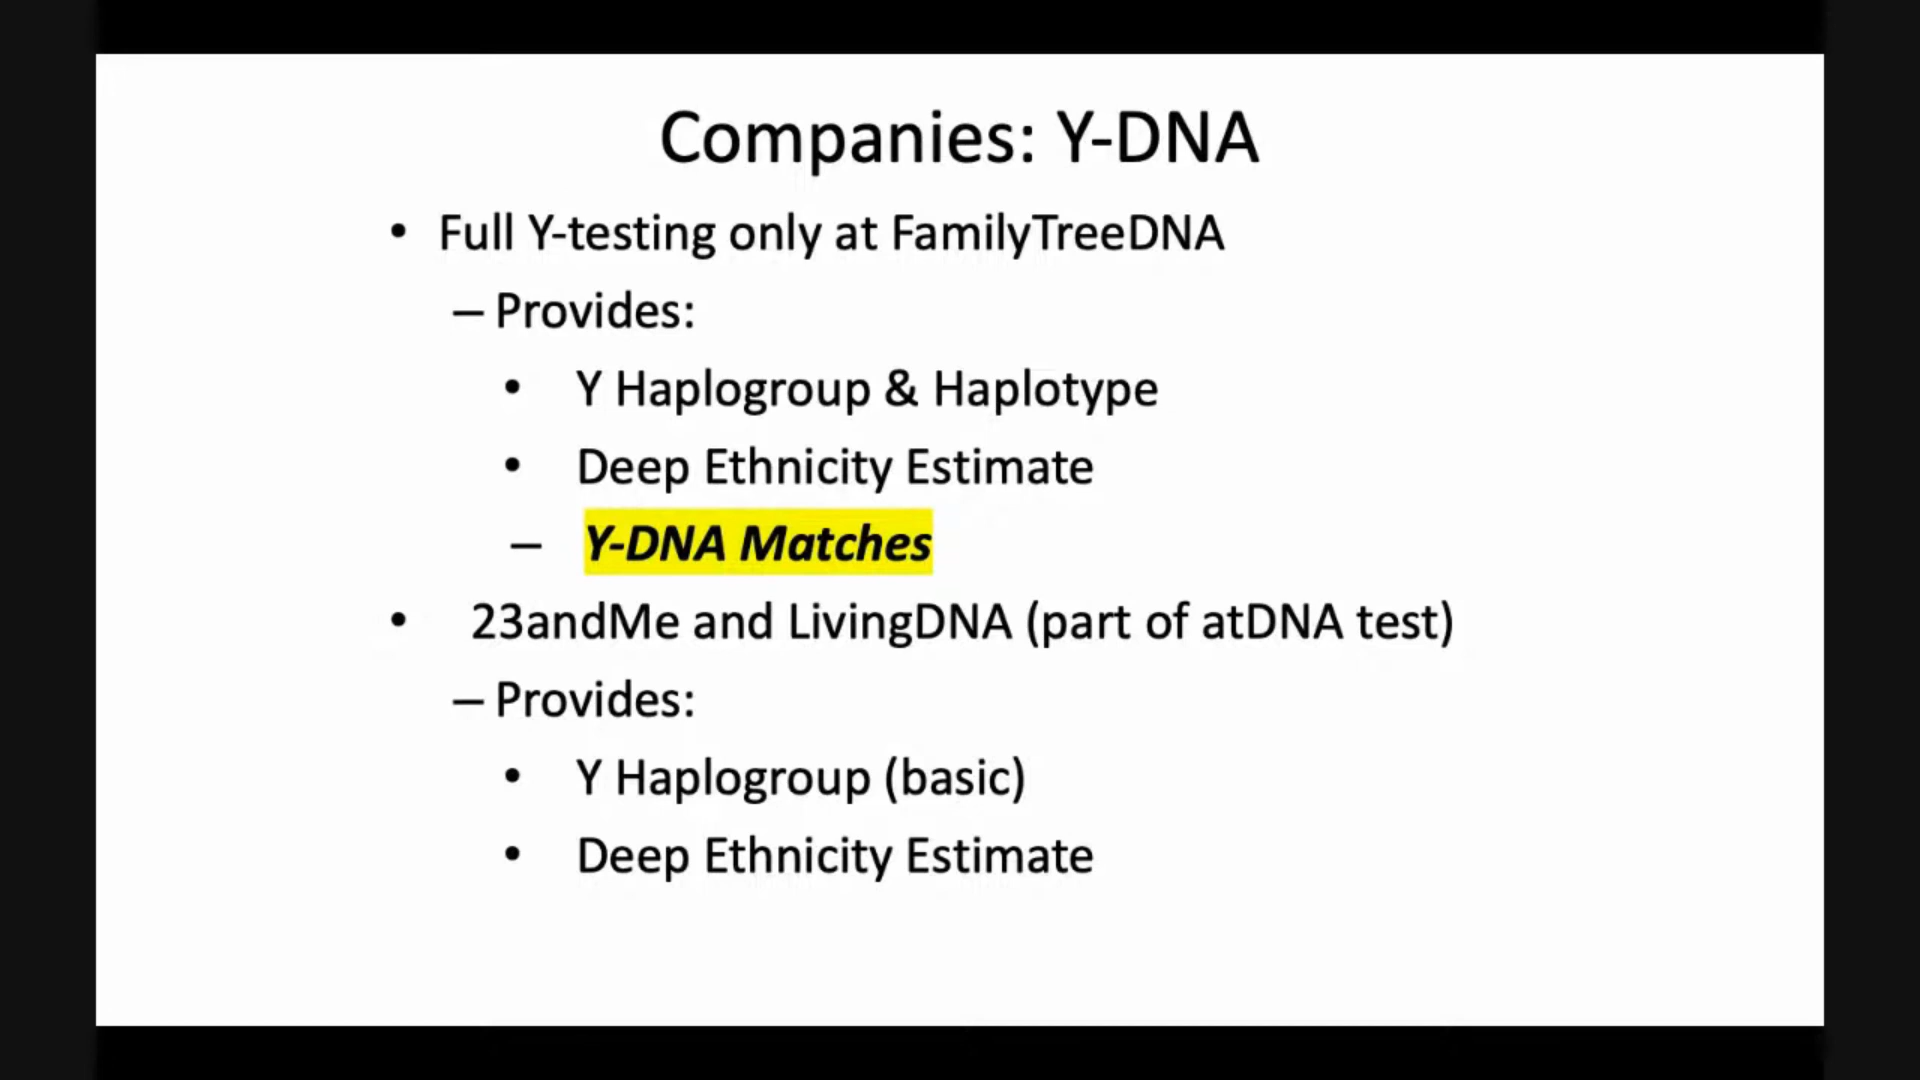 Companies: Y-DNA
• Full Y-testing only at FamilyTreeDNA
– Provides:
• Y Haplogroup & Haplotype
• Deep Ethnicity Estimate
– Y-DNA Matches
• 23andMe and LivingDNA (part of atDNA test)
– Provides:
• Y Haplogroup (basic)
• Deep Ethnicity Estimate